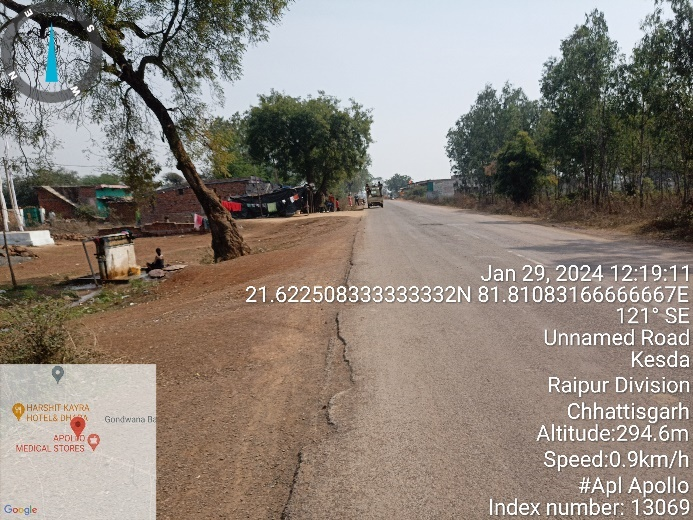 Jan 29, 2024 12:19:11
21.622508333333332N 81.81083166666667E
121° SE
Unnamed Road
Kesda
Raipur Division
Chhattisgarh
Altitude:294.6m
Speed:0.9km/h
#Apl Apollo
Index number: 13069
HARSHIT KAYRA
HOTEL& DHABA
Gondwana Ba
APOLLO
MEDICAL STORES
Google